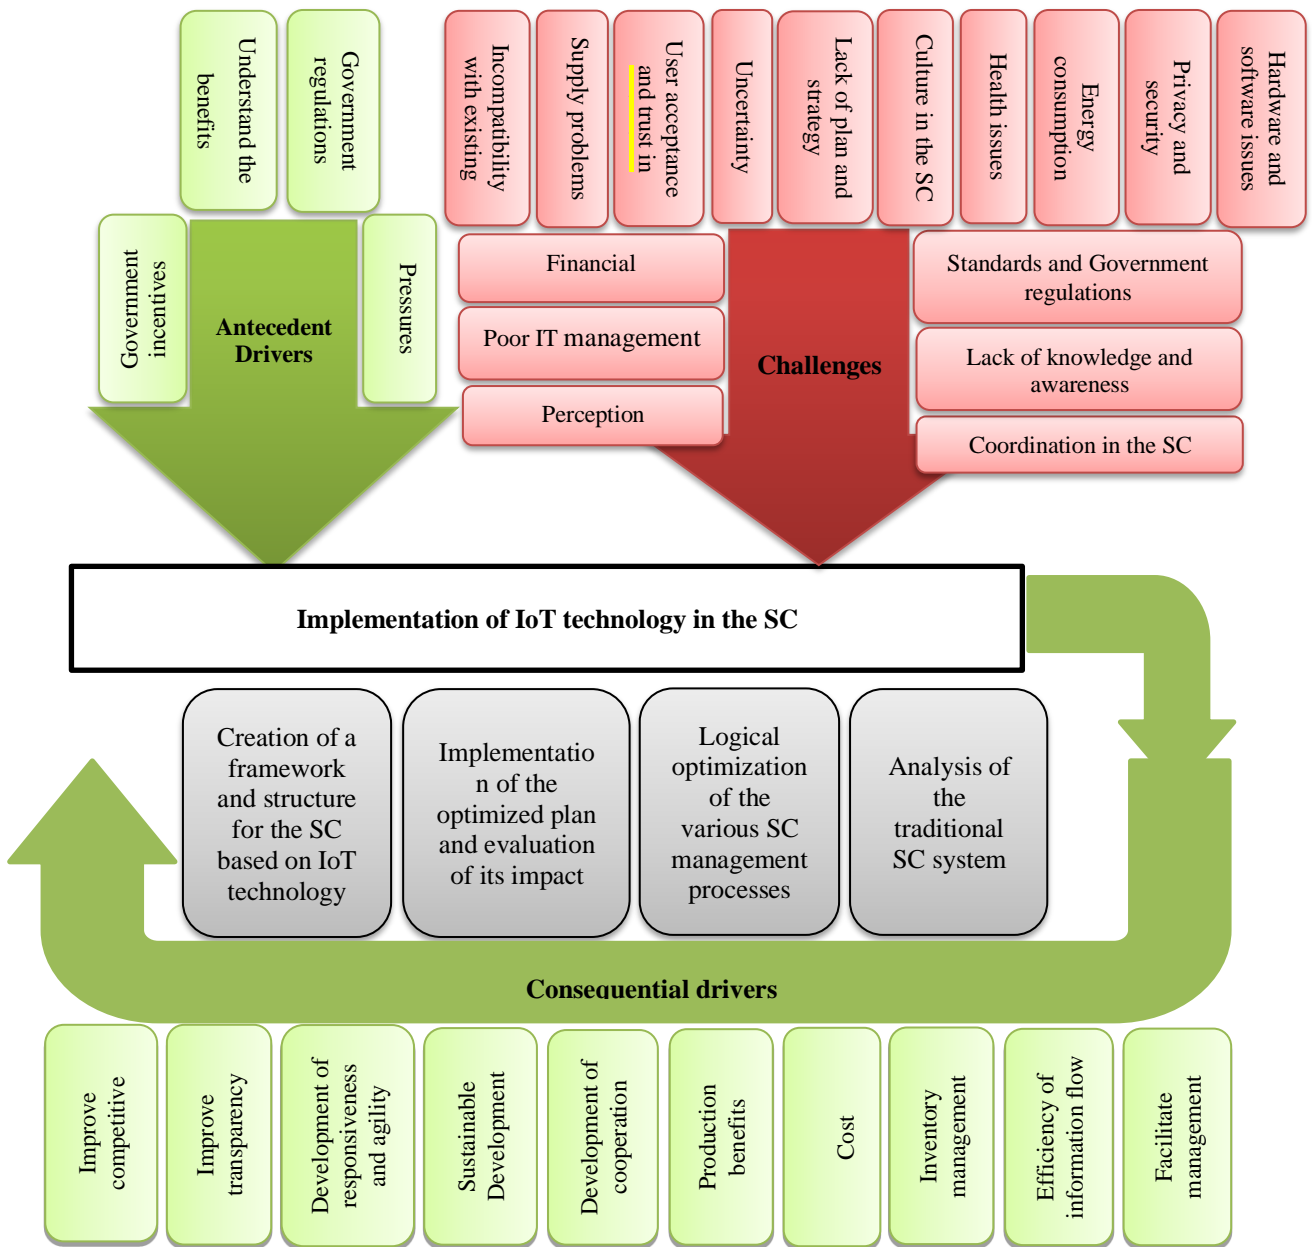 Understand the
benefits
Government
regulations
Government
incentives
Pressures
Antecedent
Drivers
Incompatibility
with existing
Supply problems
User acceptance
and trust in
Uncertainty
Lack of plan and
strategy
Culture in the SC
Health issues
Energy
consumption
Privacy and
security
Hardware and
software issues
Financial
Poor IT management
Perception
Challenges
Standards and Government
regulations
Lack of knowledge and
awareness
Coordination in the SC
Implementation of IoT technology in the SC
Creation of a
framework
and structure
for the SC
based on IoT
technology
Implementatio
n of the
optimized plan
and evaluation
of its impact
Logical
optimization
of the
various SC
management
processes
Analysis of
the
traditional
SC system
Consequential drivers
Improve
competitive
Improve
transparency
Development of
responsiveness
and agility
Sustainable
Development
Development of
cooperation
Production
benefits
Cost
Inventory
management
Efficiency of
information flow
Facilitate
management